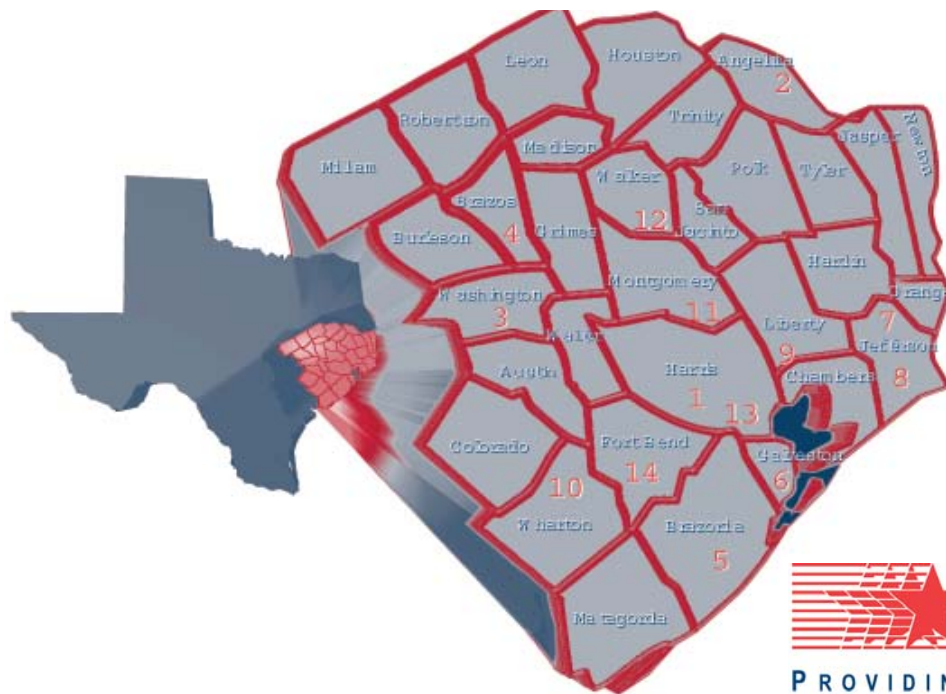 Leon
Houston
Angelina
2
Robertson
Trinity
Madison
Jasper
Newton
Milam
Walker
Polk
Tyler
Brazos
San
Jacinto
12
4
Grimes
Burleson
Hardin
Washington
Montgomery
Orange
3
11
7
Liberty
Waller
Jefferson
9
Austin
Harris
Chambers
8
1
13
Colorado
Fort Bend
Galveston
14
6
10
Wharton
Brazoria
5
Matagorda
PROVIDIN